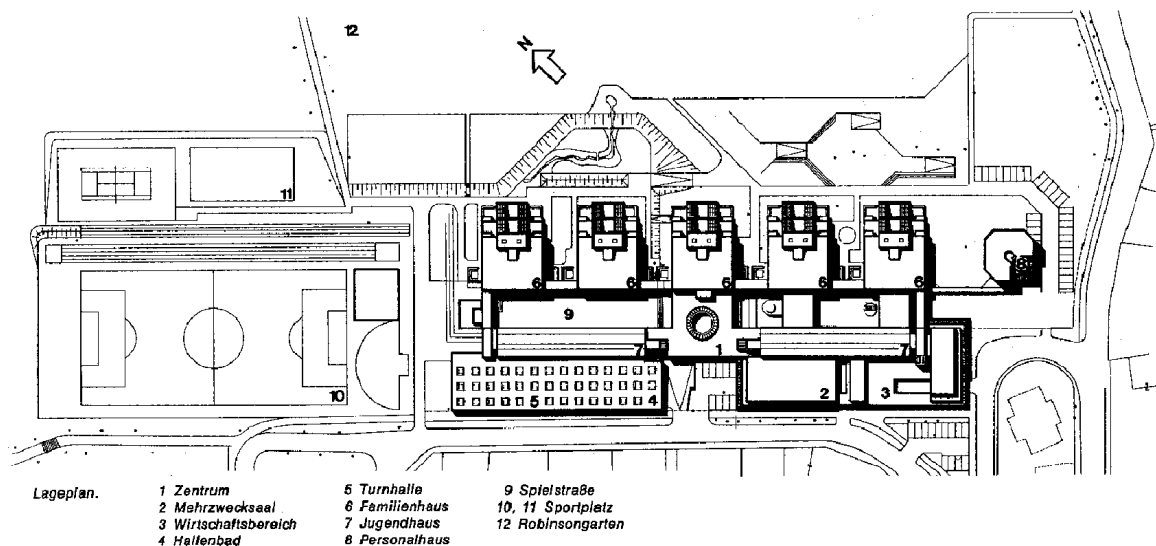 12
N
11
6 6 6 6 6
9
7 1 7
10
5 4 2 3
Lageplan.
1 Zentrum
2 Mehrzwecksaal
3 Wirtschaftsbereich
4 Hallenbad
5 Turnhalle
6 Familienhaus
7 Jugendhaus
8 Personalhaus
9 Spielstraße
10, 11 Sportplatz
12 Robinsongarten